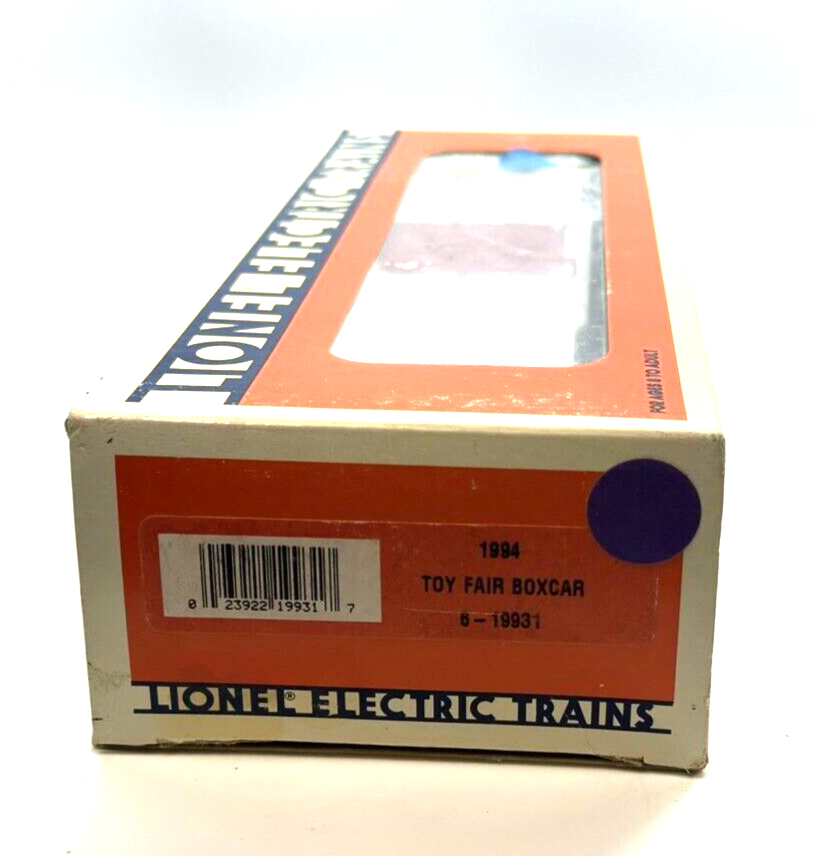 LIONEL ELECTRIC TRAINS
FOR AGES 8 TO ADULT
1994
TOY FAIR BOXCAR
6-19931
0 23922 19931 7
LIONEL® ELECTRIC TRAINS